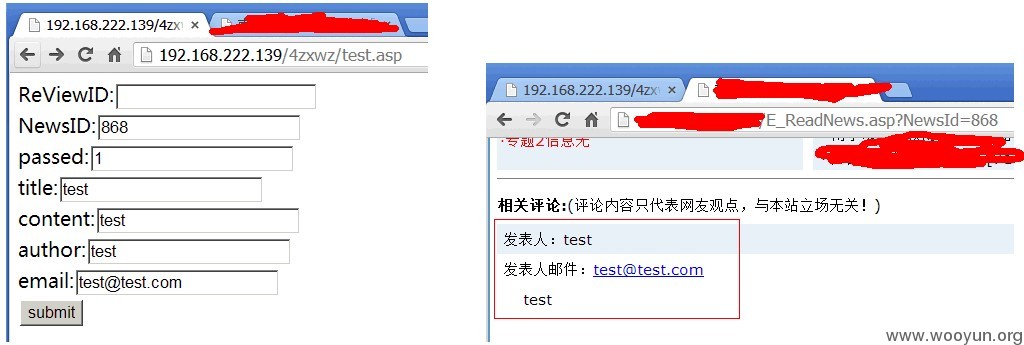 192.168.222.139/4zxw
192.168.222.139/4zxwz/test.asp
ReViewID:
NewsID: 868
passed: 1
title: test
content: test
author: test
email: test@test.com
submit
192.168.222.139/4zxw
/E_ReadNews.asp?NewsId=868
·专题2信息无
相关评论:(评论内容只代表网友观点，与本站立场无关！)
发表人：test
发表人邮件：test@test.com
test
www.wooyun.org